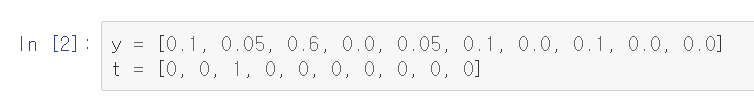 In [2]: y = [0.1, 0.05, 0.6, 0.0, 0.05, 0.1, 0.0, 0.1, 0.0, 0.0]
t = [0, 0, 1, 0, 0, 0, 0, 0, 0, 0]